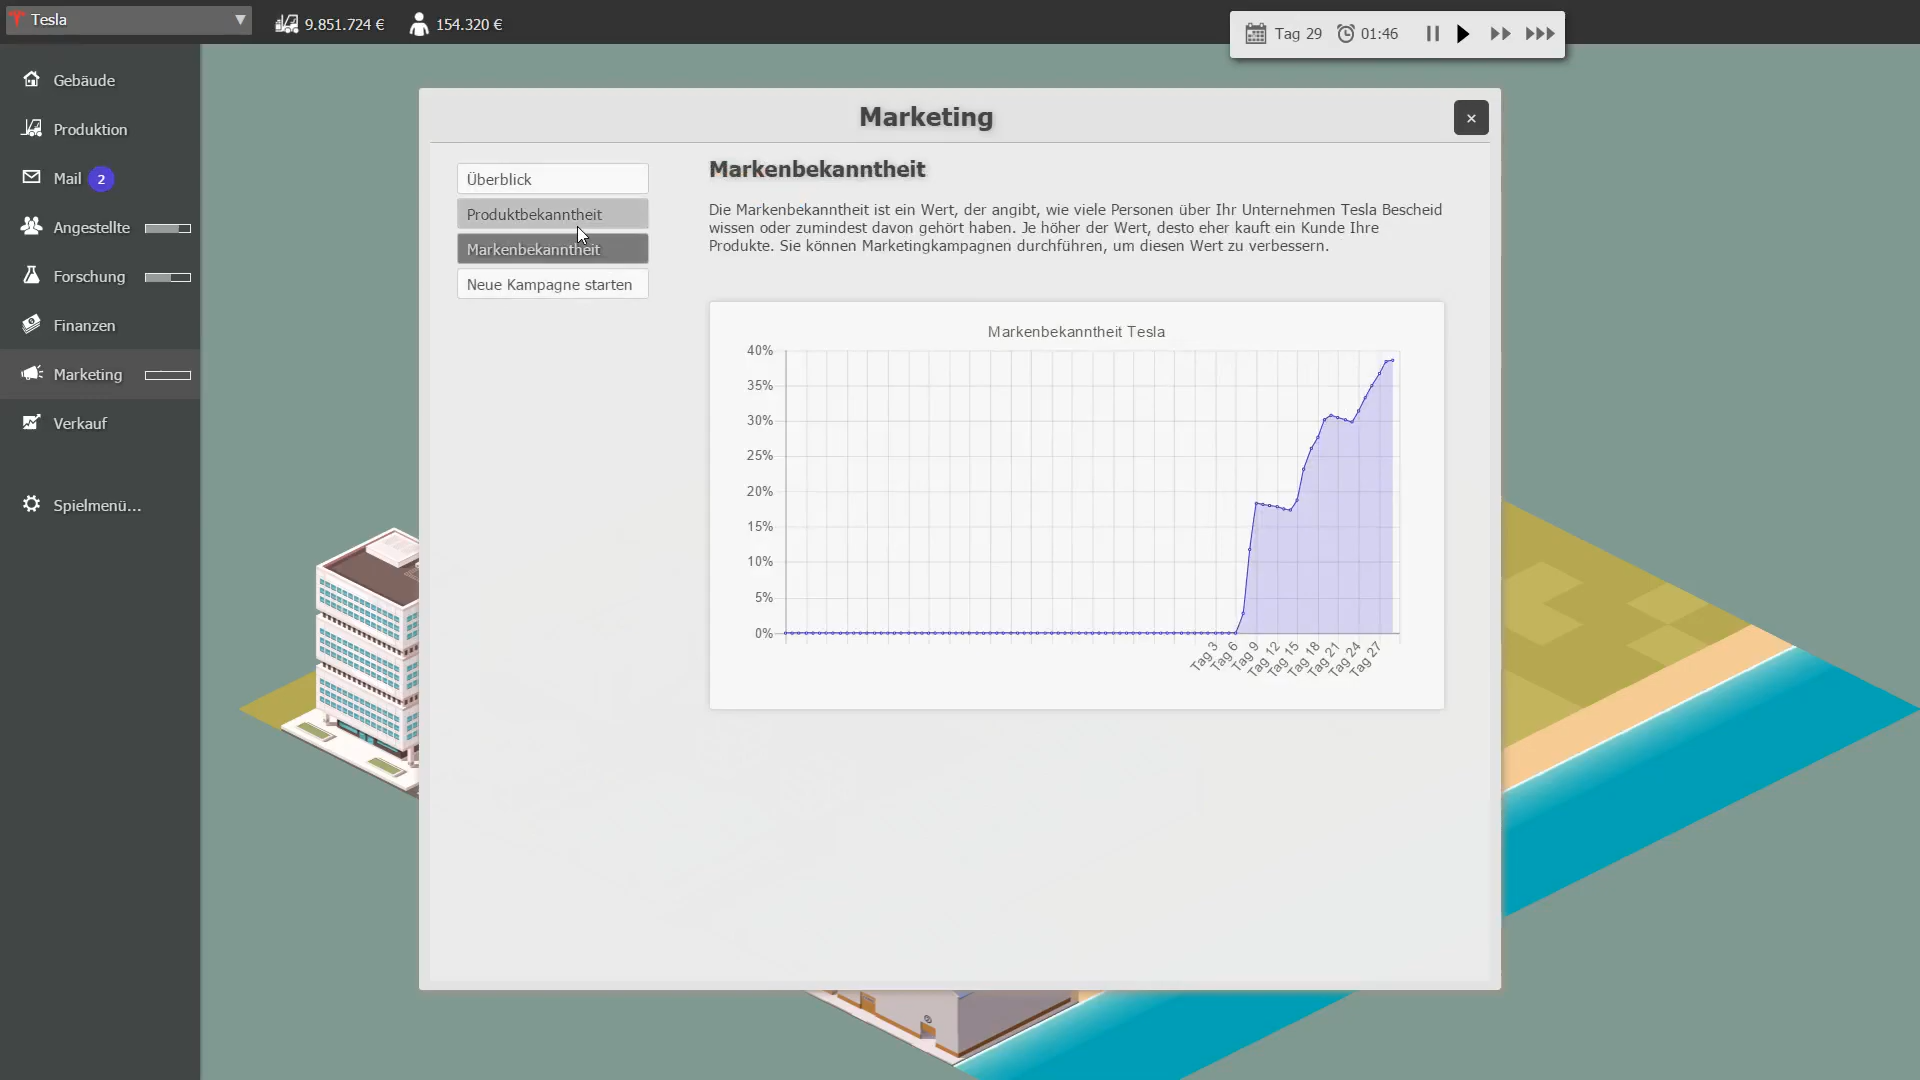 Tesla
9.851.724 €
154.320 €
Tag 29
01:46
Gebäude
Produktion
Mail 2
Angestellte
Forschung
Finanzen
Marketing
Verkauf
Spielmenü...
Marketing
×
Überblick
Produktbekanntheit
Markenbekanntheit
Neue Kampagne starten
Markenbekanntheit
Die Markenbekanntheit ist ein Wert, der angibt, wie viele Personen über Ihr Unternehmen Tesla Bescheid
wissen oder zumindest davon gehört haben. Je höher der Wert, desto eher kauft ein Kunde Ihre
Produkte. Sie können Marketingkampagnen durchführen, um diesen Wert zu verbessern.
Markenbekanntheit Tesla
40%
35%
30%
25%
20%
15%
10%
5%
0%
Tag 3
Tag 6
Tag 9
Tag 12
Tag 15
Tag 18
Tag 21
Tag 24
Tag 27